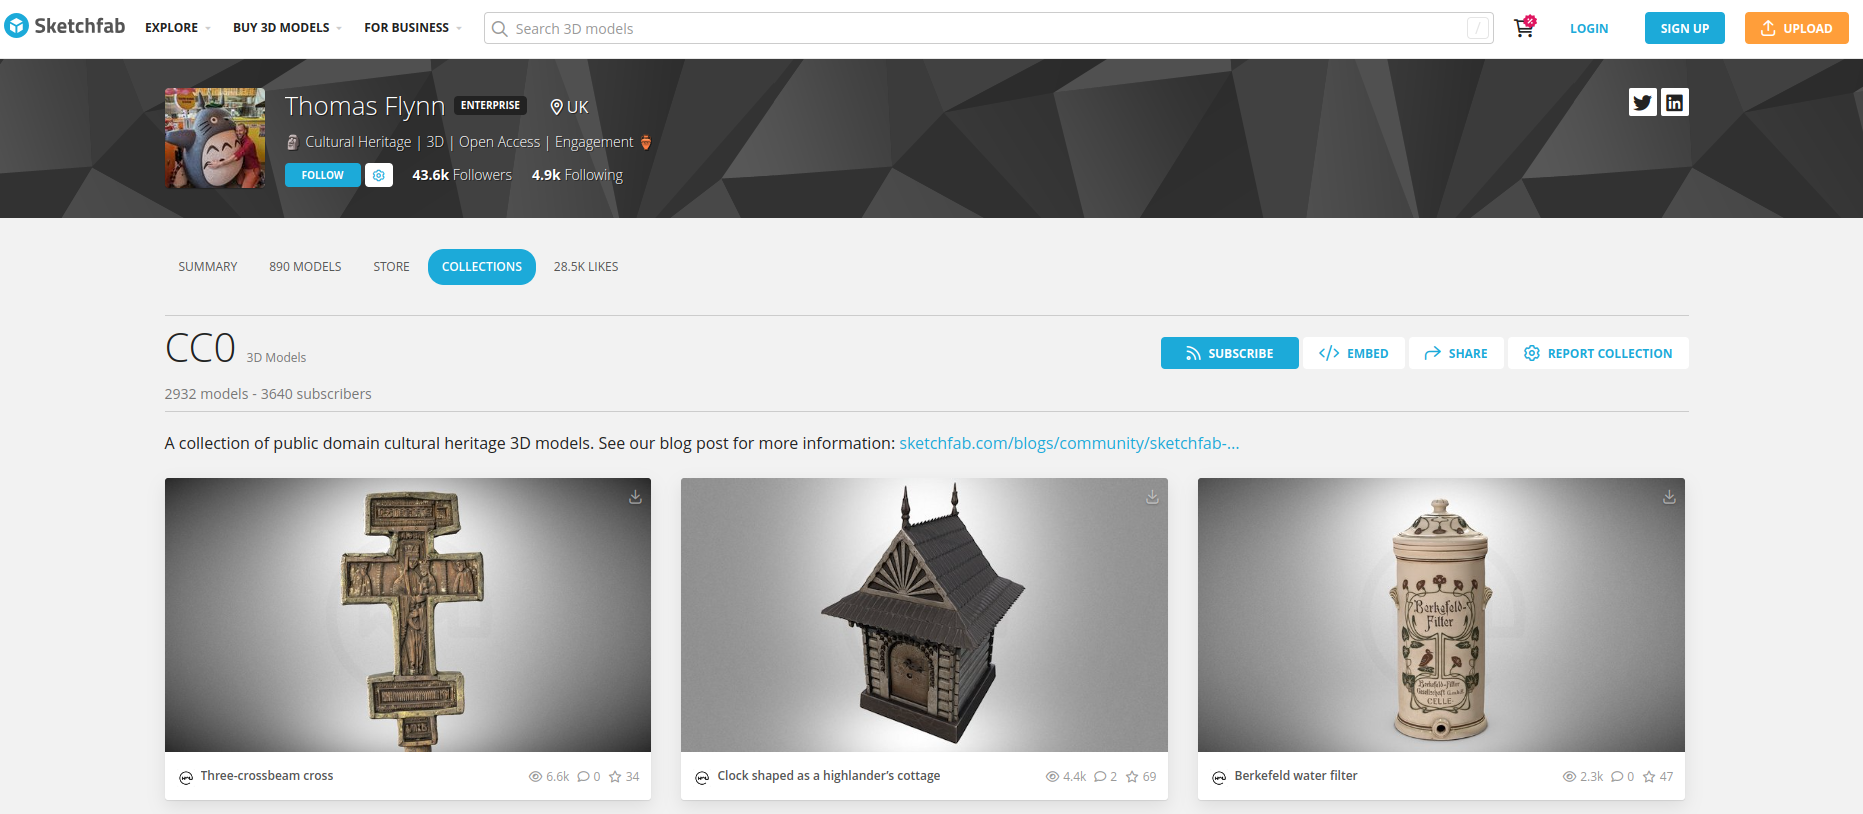 Sketchfab EXPLORE BUY 3D MODELS FOR BUSINESS Search 3D models / LOGIN SIGN UP UPLOAD
Thomas Flynn ENTERPRISE UK
Cultural Heritage | 3D | Open Access | Engagement
FOLLOW 43.6k Followers 4.9k Following
SUMMARY 890 MODELS STORE COLLECTIONS 28.5K LIKES
CC0 3D Models
SUBSCRIBE EMBED SHARE REPORT COLLECTION
2932 models - 3640 subscribers
A collection of public domain cultural heritage 3D models. See our blog post for more information: sketchfab.com/blogs/community/sketchfab-...
Berkefeld-
Filter
Berkefeld-Filter
Gesellschaft G.m.b.H.
CELLE
Three-crossbeam cross 6.6k 0 34
Clock shaped as a highlander's cottage 4.4k 2 69
Berkefeld water filter 2.3k 0 47